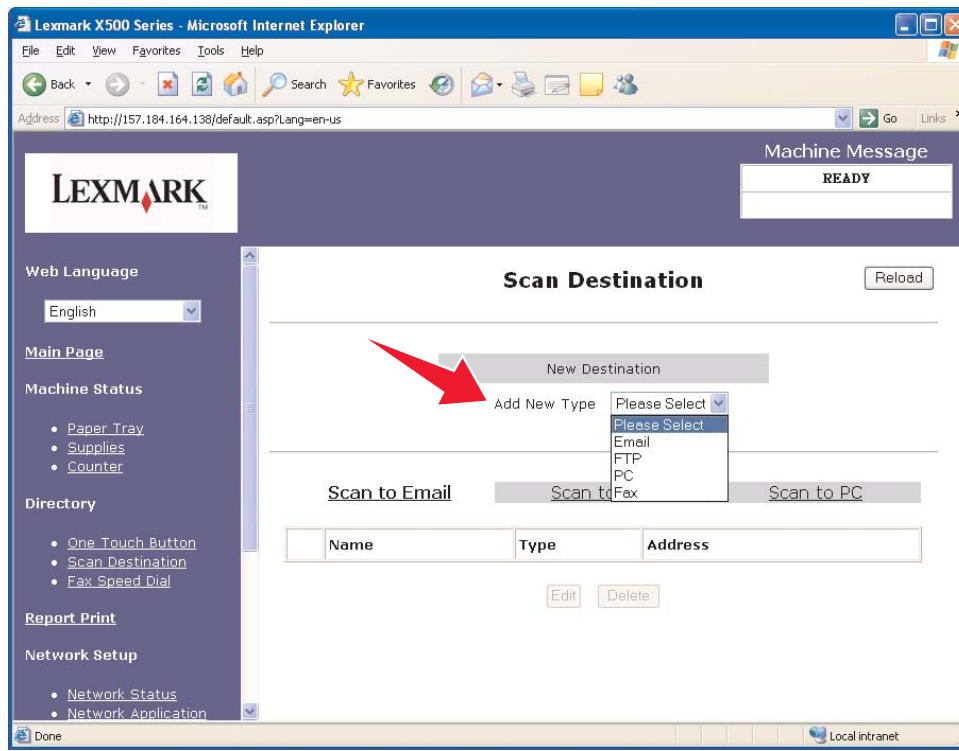 Lexmark X500 Series - Microsoft Internet Explorer
File Edit View Favorites Tools Help
Back Search Favorites
Address http://157.184.164.138/default.asp?Lang=en-us Go Links
LEXMARK TM
Machine Message
READY
Web Language
English
Main Page
Machine Status
Paper Tray
Supplies
Counter
Directory
One Touch Button
Scan Destination
Fax Speed Dial
Report Print
Network Setup
Network Status
Network Application
Scan Destination Reload
New Destination
Add New Type Please Select
Please Select
Email
FTP
PC
Fax
Scan to Email Scan to Scan to PC
Name Type Address
Edit Delete
Done Local intranet